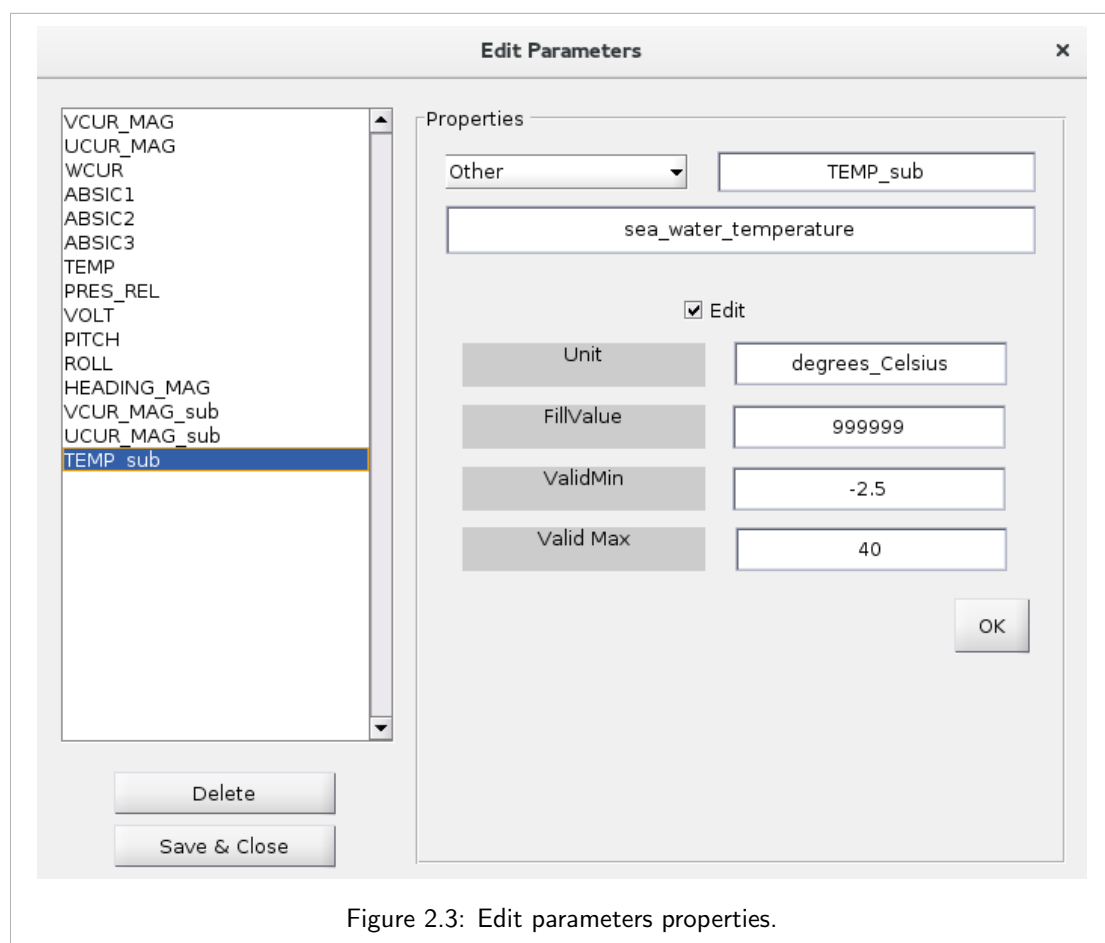 Edit Parameters
×
VCUR_MAG
UCUR_MAG
WCUR
ABSIC1
ABSIC2
ABSIC3
TEMP
PRES_REL
VOLT
PITCH
ROLL
HEADING_MAG
VCUR_MAG_sub
UCUR_MAG_sub
TEMP_sub
Delete
Save & Close
Properties
Other
TEMP_sub
sea_water_temperature
Edit
Unit
degrees_Celsius
FillValue
999999
ValidMin
-2.5
Valid Max
40
OK
Figure 2.3: Edit parameters properties.